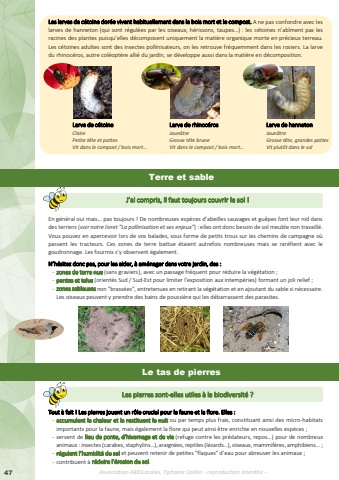 Les larves de cétoine dorée vivent habituellement dans le bois mort et le compost. A ne pas confondre avec les
larves de hanneton (qui sont régulées par les oiseaux, hérissons, taupes...) : les cétoines n'abîment pas les
racines des plantes puisqu'elles décomposent uniquement la matière organique morte en précieux terreau.
Les cétoines adultes sont des insectes pollinisateurs, on les retrouve fréquemment dans les rosiers. La larve
du rhinocéros, autre coléoptère allié du jardin, se développe aussi dans la matière en décomposition.
Larve de cétoine
Claire
Petite tête et pattes
Vit dans le compost / bois mort...
Larve de rhinocéros
Jaunâtre
Grosse tête brune
Vit dans le compost / bois mort...
Larve de hanneton
Jaunâtre
Grosse tête, grandes pattes
Vit plutôt dans le sol
Terre et sable
J'ai compris, il faut toujours couvrir le sol !
En général oui mais... pas toujours ! De nombreuses espèces d'abeilles sauvages et guêpes font leur nid dans
des terriers (voir notre livret "La pollinisation et ses enjeux") : elles ont donc besoin de sol meuble non travaillé.
Vous pouvez en apercevoir lors de vos balades, sous forme de petits trous sur les chemins de campagne où
passent les tracteurs. Ces zones de terre battue étaient autrefois nombreuses mais se raréfient avec le
goudronnage. Les fourmis s'y observent également.
N'hésitez donc pas, pour les aider, à aménager dans votre jardin, des :
- zones de terre nue (sans graviers), avec un passage fréquent pour réduire la végétation ;
- pentes et talus (orientés Sud / Sud-Est pour limiter l'exposition aux intempéries) formant un joli relief ;
- zones sableuses non "brassées", entretenues en retirant la végétation et en ajoutant du sable si nécessaire.
Les oiseaux peuvent y prendre des bains de poussière qui les débarrassent des parasites.
Le tas de pierres
Les pierres sont-elles utiles à la biodiversité ?
Tout à fait ! Les pierres jouent un rôle crucial pour la faune et la flore. Elles :
- accumulent la chaleur et la restituent la nuit ou par temps plus frais, constituant ainsi des micro-habitats
importants pour la faune, mais également la flore qui peut ainsi être enrichie en nouvelles espèces ;
- servent de lieu de ponte, d'hivernage et de vie (refuge contre les prédateurs, repos...) pour de nombreux
animaux : insectes (carabes, staphylins...), araignées, reptiles (lézards...), oiseaux, mammifères, amphibiens... ;
- régulent l'humidité du sol et peuvent retenir de petites "flaques" d'eau pour abreuver les animaux ;
- contribuent à réduire l'érosion du sol.
47